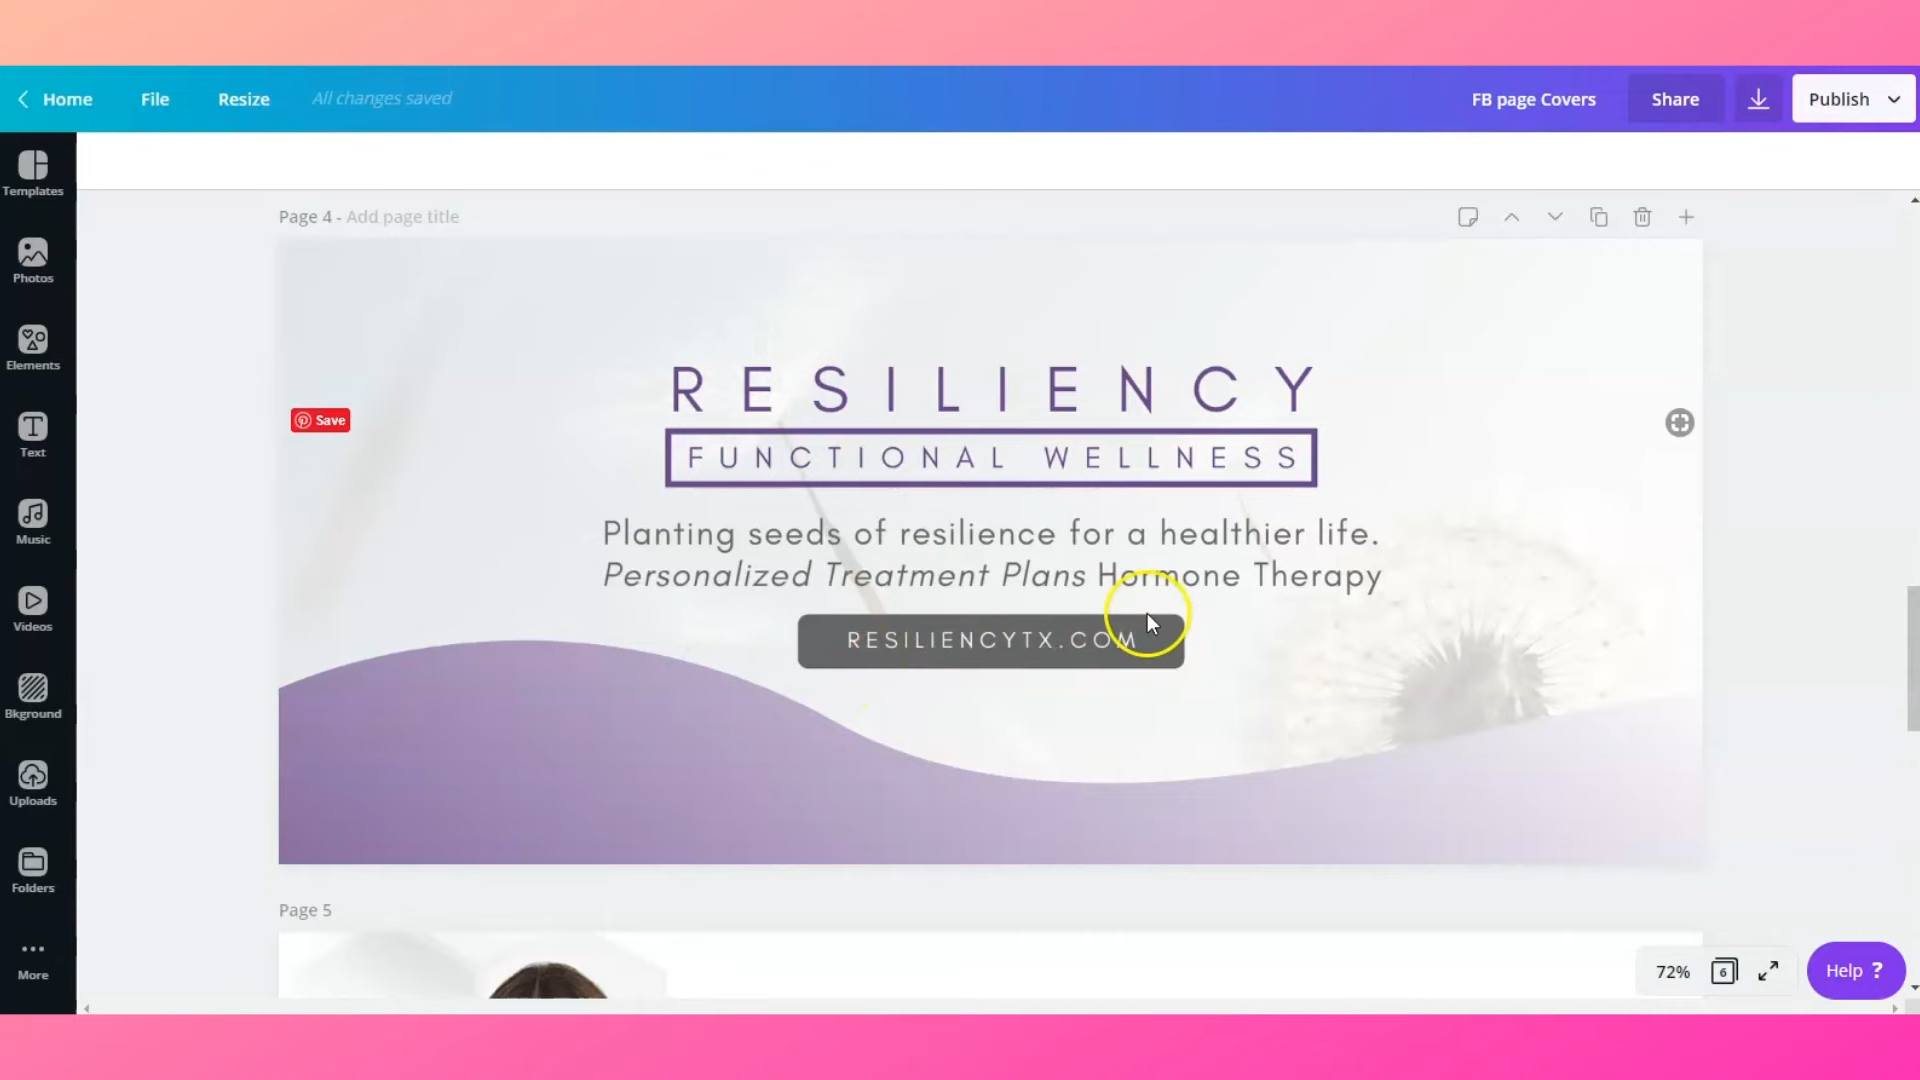 Home File Resize All changes saved FB page Covers Share Publish
Templates
Photos
Elements
Text
Music
Videos
Bkground
Uploads
Folders
More
Page 4 - Add page title
Save
RESILIENCY
FUNCTIONAL WELLNESS
Planting seeds of resilience for a healthier life.
Personalized Treatment Plans Hormone Therapy
RESILIENCYTX.COM
Page 5
72% 6 Help ?